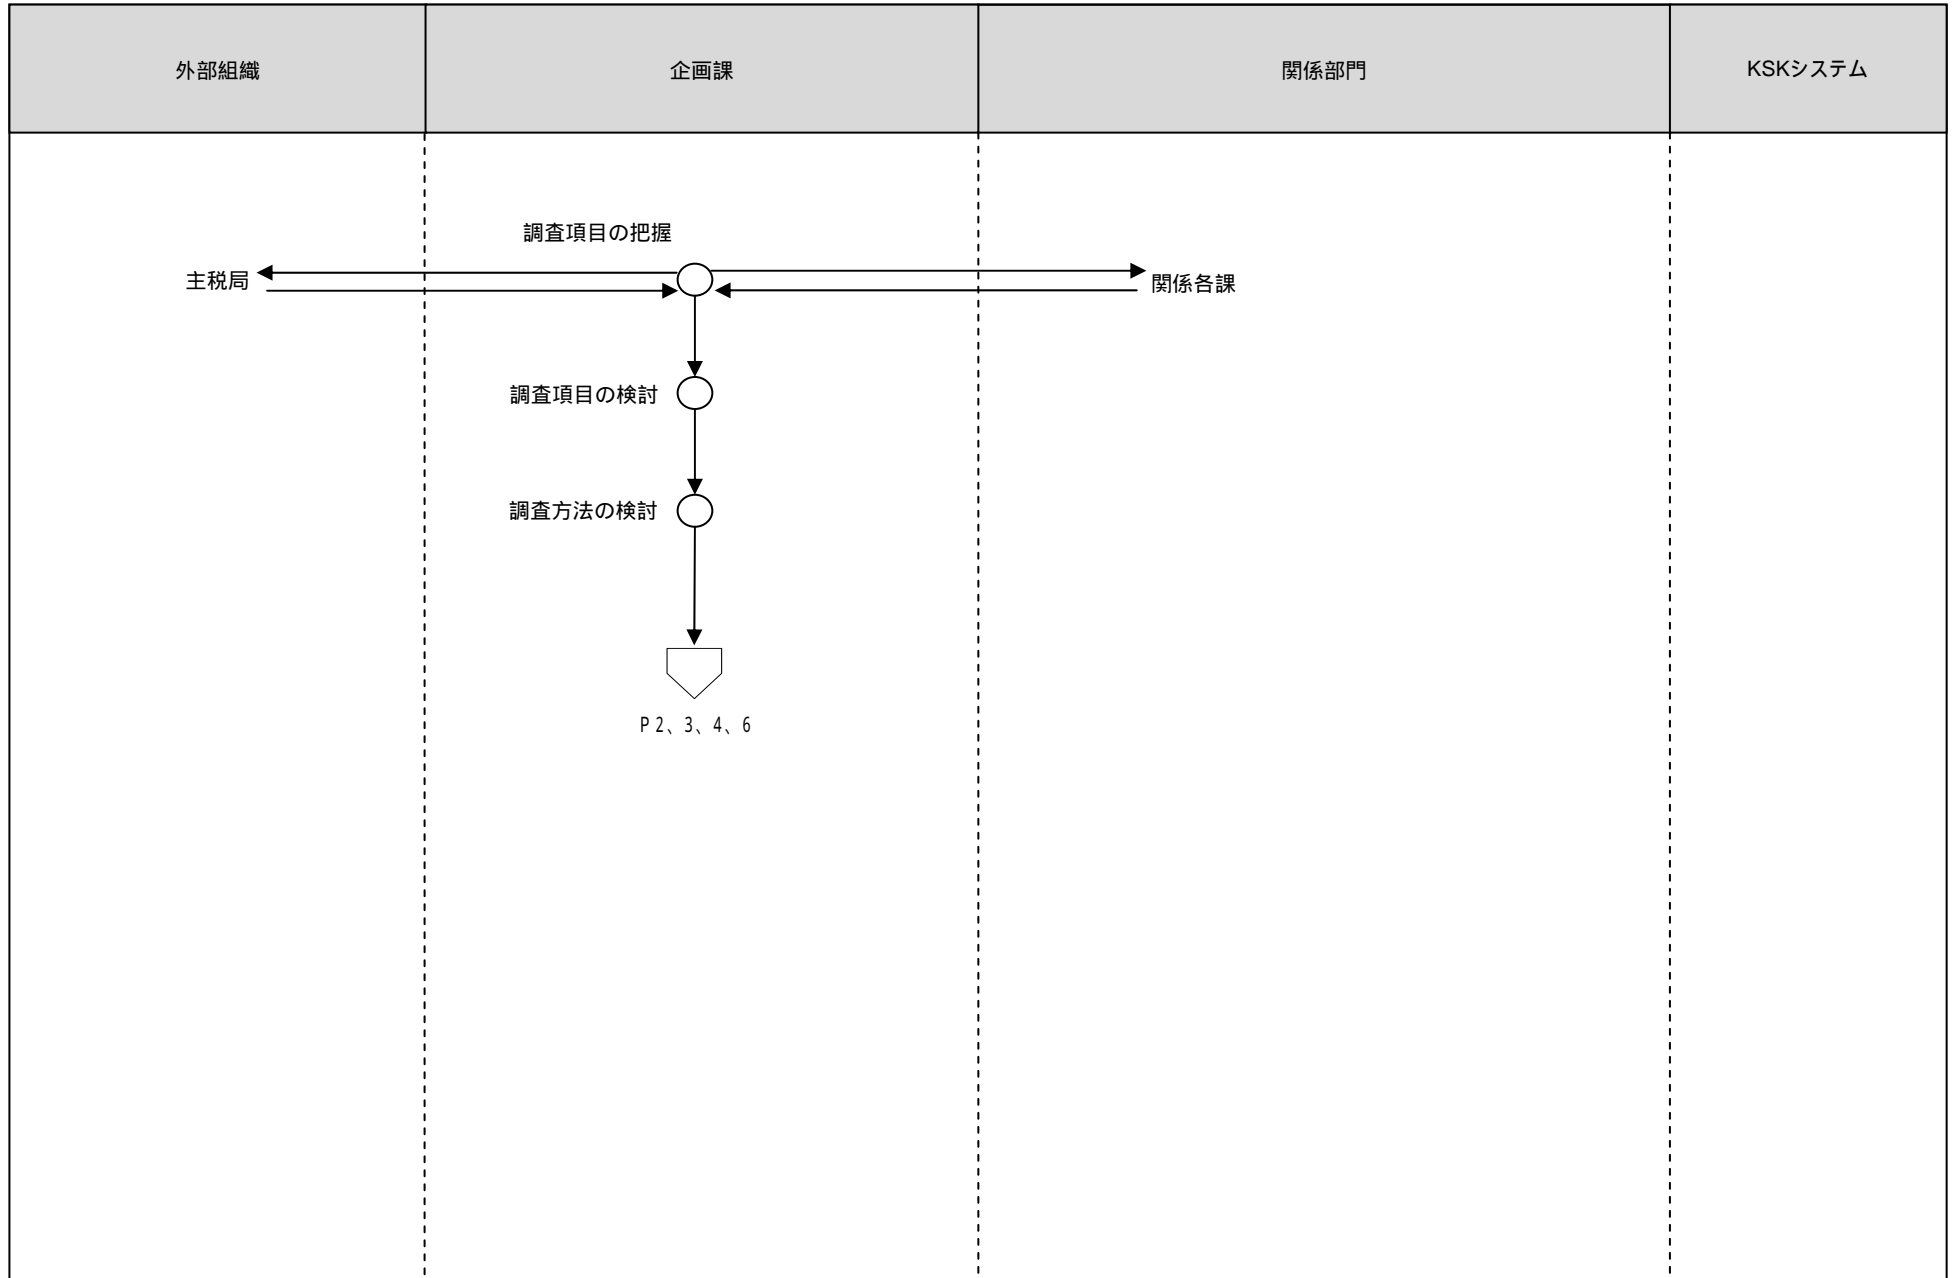 外部組織
企画課
関係部門
KSKシステム
調査項目の把握
主税局
関係各課
調査項目の検討
調査方法の検討
P 2、3、4、6